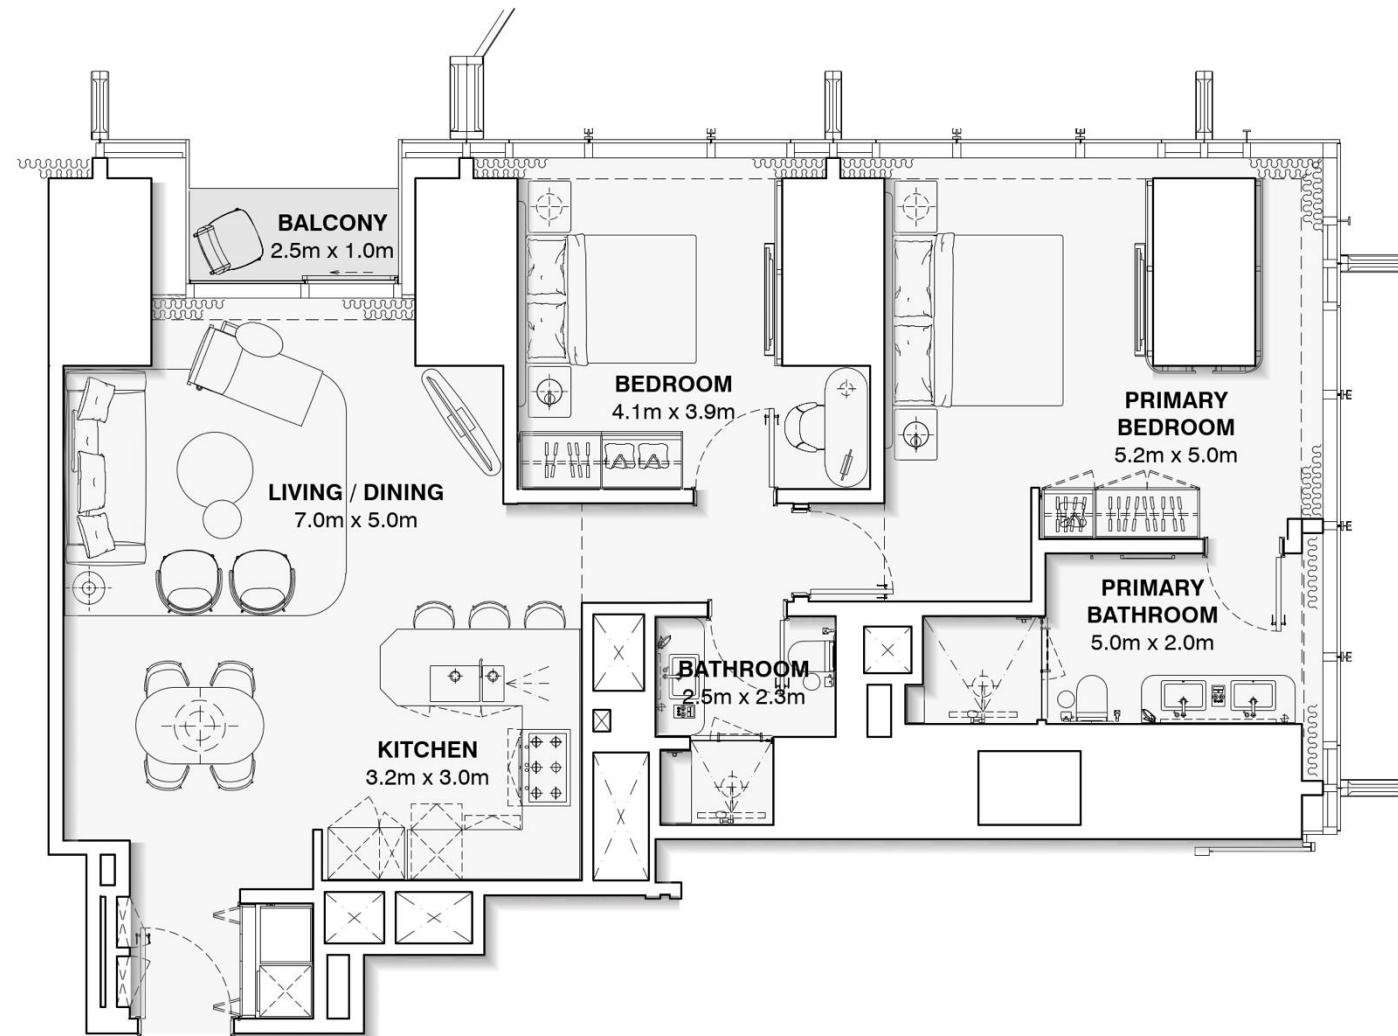 BALCONY
2.5m x 1.0m
BEDROOM
4.1m x 3.9m
PRIMARY
BEDROOM
5.2m x 5.0m
LIVING / DINING
7.0m x 5.0m
PRIMARY
BATHROOM
5.0m x 2.0m
BATHROOM
2.5m x 2.3m
KITCHEN
3.2m x 3.0m